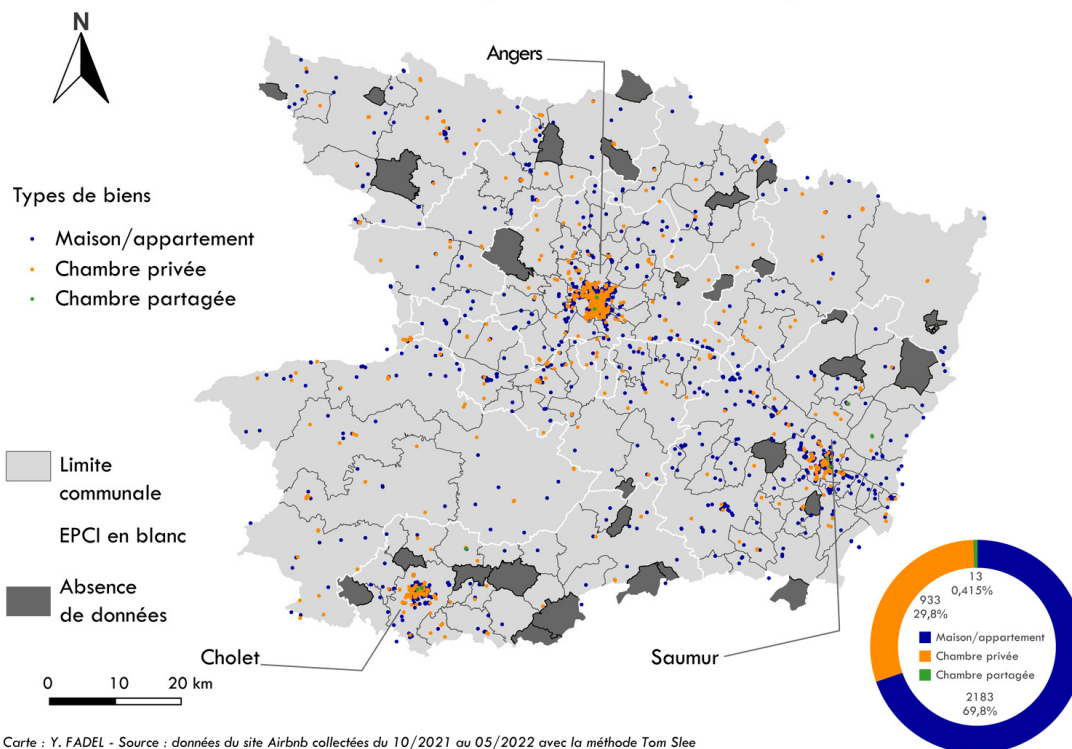 N
Angers
Types de biens
Maison/appartement
Chambre privée
Chambre partagée
Limite
communale
EPCI en blanc
Absence
de données
Cholet
Saumur
0 10 20 km
13
0,415%
933
29,8%
Maison/appartement
Chambre privée
Chambre partagée
2183
69,8%
Carte : Y. FADEL - Source : données du site Airbnb collectées du 10/2021 au 05/2022 avec la méthode Tom Slee